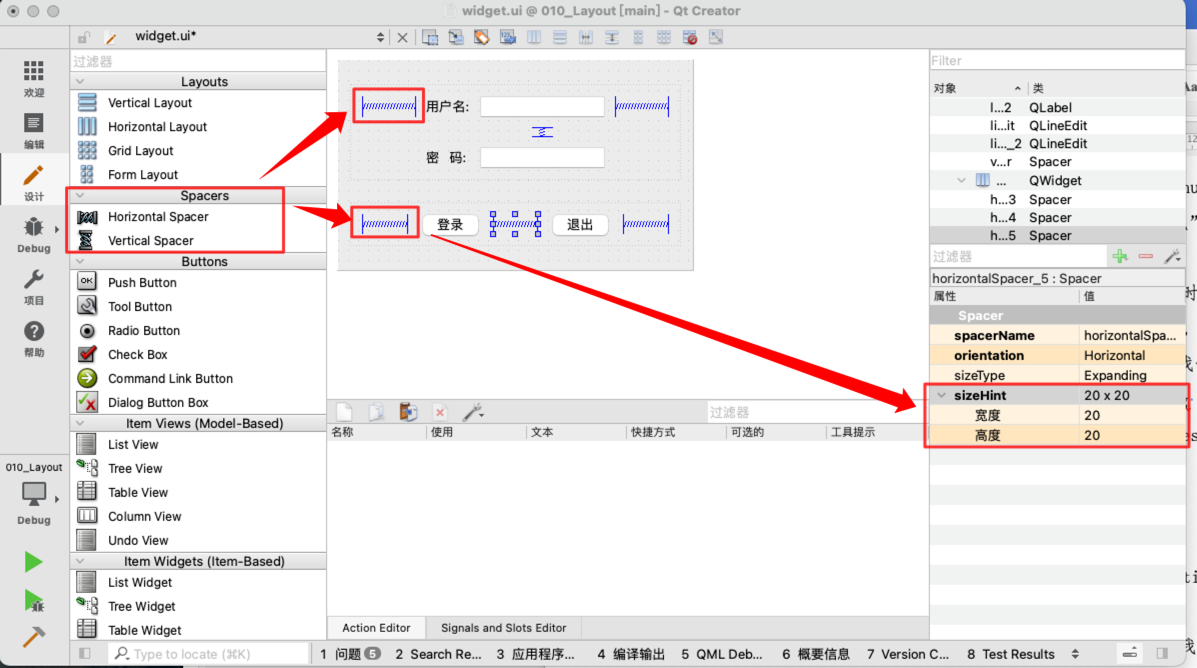 widget.ui @ 010_Layout [main] - Qt Creator
widget.ui*
欢迎
编辑
设计
Debug
项目
帮助
010_Layout
Debug
过滤器
Layouts
Vertical Layout
Horizontal Layout
Grid Layout
Form Layout
Spacers
Horizontal Spacer
Vertical Spacer
Buttons
OK
Push Button
Tool Button
Radio Button
Check Box
Command Link Button
Dialog Button Box
Item Views (Model-Based)
List View
Tree View
Table View
Column View
Undo View
Item Widgets (Item-Based)
List Widget
Tree Widget
Table Widget
用户名:
密 码:
登录
退出
过滤器
名称 使用 文本 快捷方式 可选的 工具提示
Action Editor Signals and Slots Editor
Filter
对象 类
l...2 QLabel
li...it QLineEdit
li..._2 QLineEdit
v...r Spacer
... QWidget
h...3 Spacer
h...4 Spacer
h...5 Spacer
过滤器
horizontalSpacer_5 : Spacer
属性 值
Spacer
spacerName horizontalSpa...
orientation Horizontal
sizeType Expanding
sizeHint 20 x 20
宽度 20
高度 20
Type to locate (⌘K)
1 问题 5 2 Search Re... 3 应用程序... 4 编译输出 5 QML Deb... 6 概要信息 7 Version C... 8 Test Results